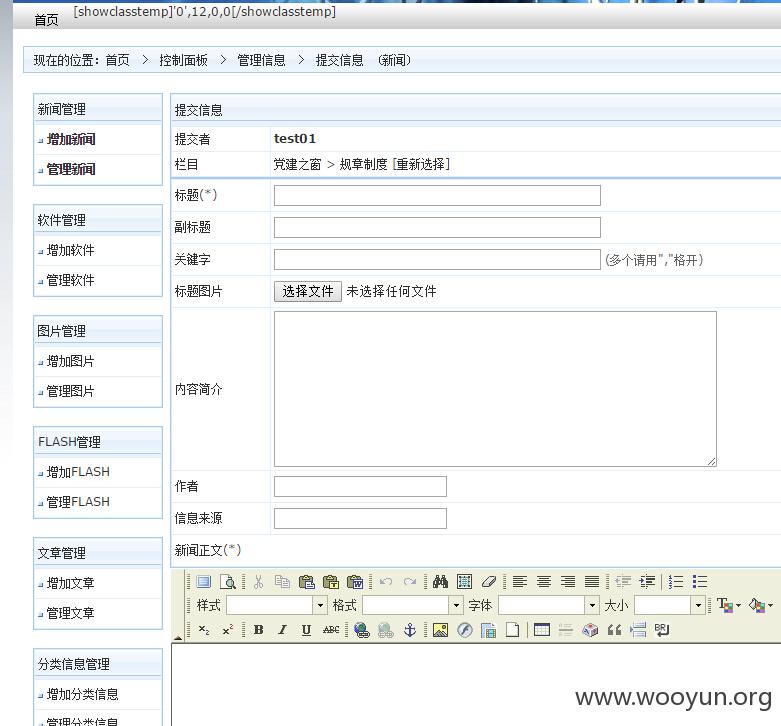 [showclasstemp]'0',12,0,0[/showclasstemp]
首页
现在的位置：首页 > 控制面板 > 管理信息 > 提交信息 （新闻）
新闻管理
增加新闻
管理新闻
软件管理
增加软件
管理软件
图片管理
增加图片
管理图片
FLASH管理
增加FLASH
管理FLASH
文章管理
增加文章
管理文章
分类信息管理
增加分类信息
管理分类信息
提交信息
提交者 test01
栏目 党建之窗 > 规章制度 [重新选择]
标题(*)
副标题
关键字 (多个请用","格开)
标题图片 选择文件 未选择任何文件
内容简介
作者
信息来源
新闻正文(*)
样式 格式 字体 大小
B I U ABC
www.wooyun.org